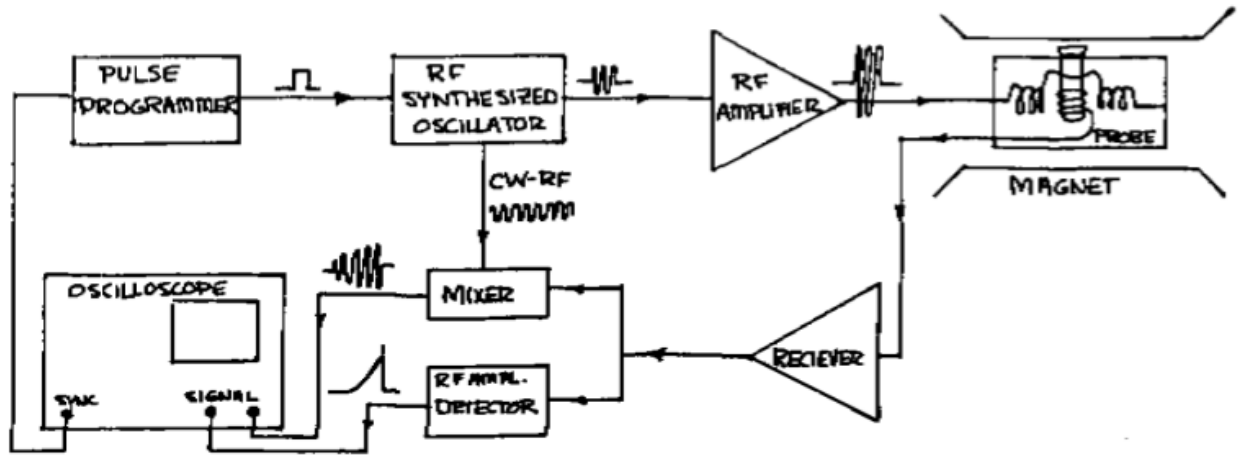 PULSE
PROGRAMMER
RF
SYNTHESIZED
OSCILLATOR
RF
AMPLIFIER
PROBE
MAGNET
CW-RF
OSCILLOSCOPE
MIXER
RECIEVER
RF AMPL.
DETECTOR
SYNC
SIGNAL